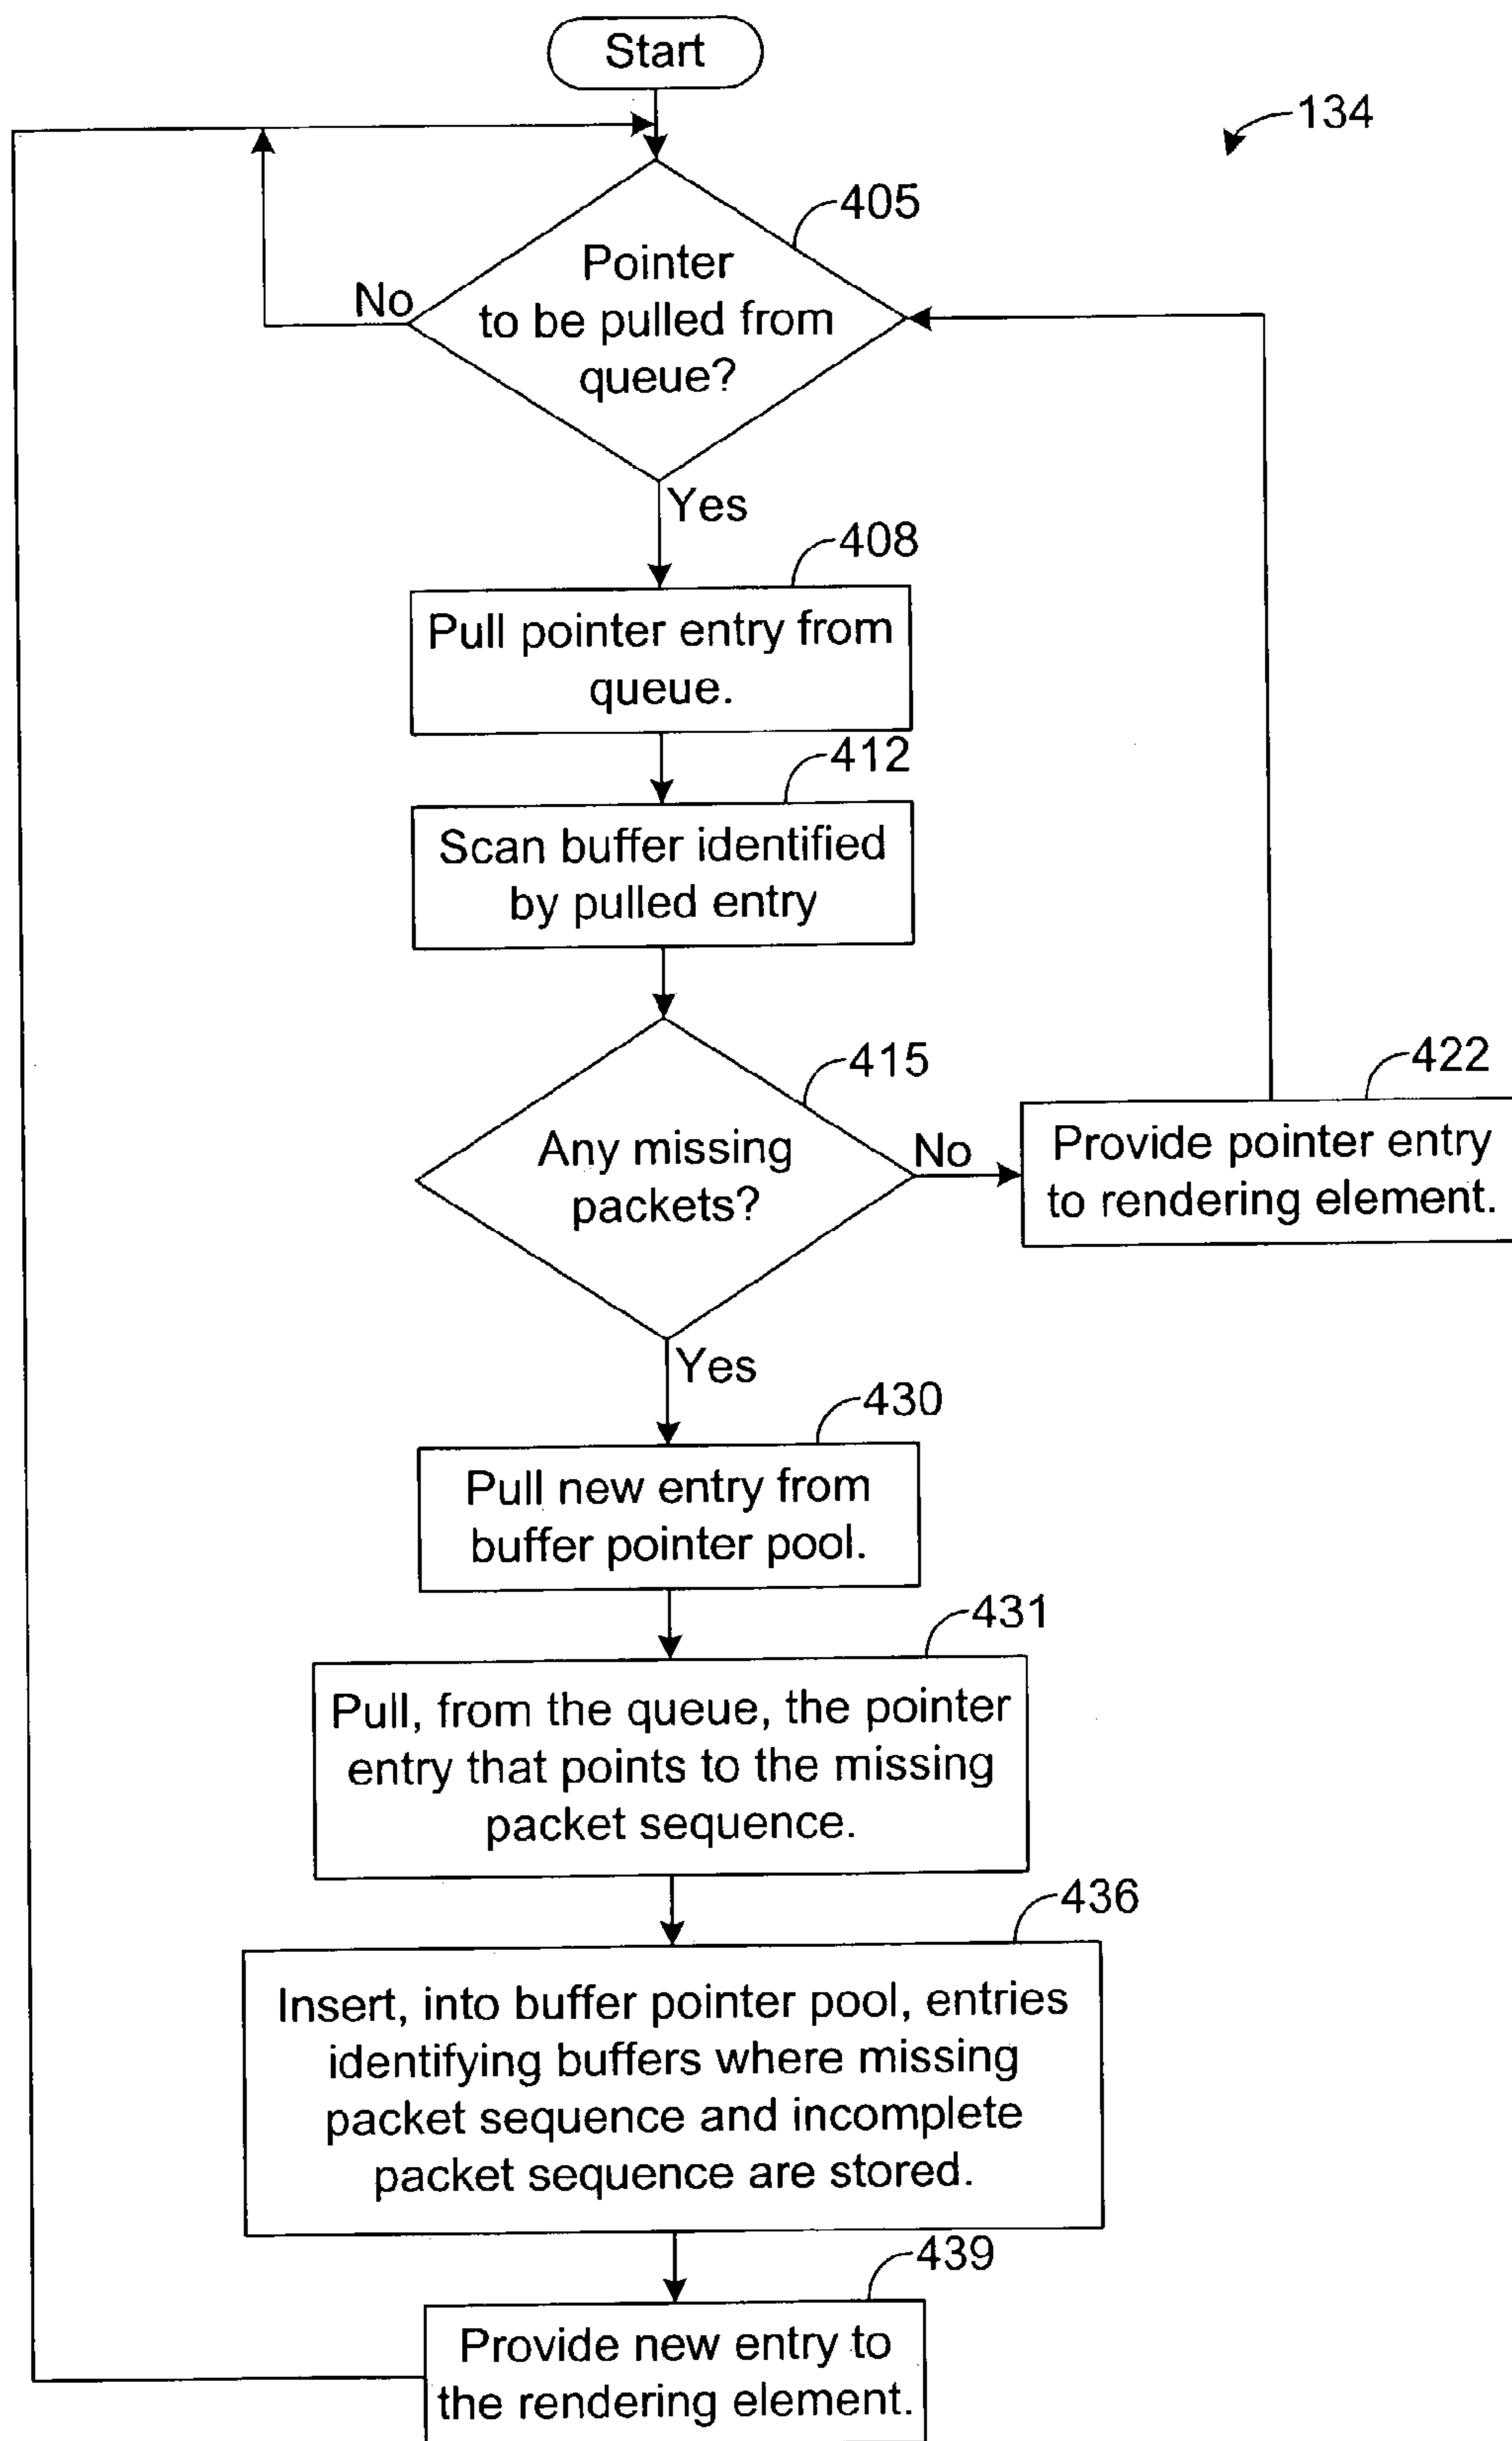 Start
134
405
Pointer
to be pulled from
queue?
No
Yes
408
Pull pointer entry from
queue.
412
Scan buffer identified
by pulled entry
415
Any missing
packets?
No
422
Provide pointer entry
to rendering element.
Yes
430
Pull new entry from
buffer pointer pool.
431
Pull, from the queue, the pointer
entry that points to the missing
packet sequence.
436
Insert, into buffer pointer pool, entries
identifying buffers where missing
packet sequence and incomplete
packet sequence are stored.
439
Provide new entry to
the rendering element.